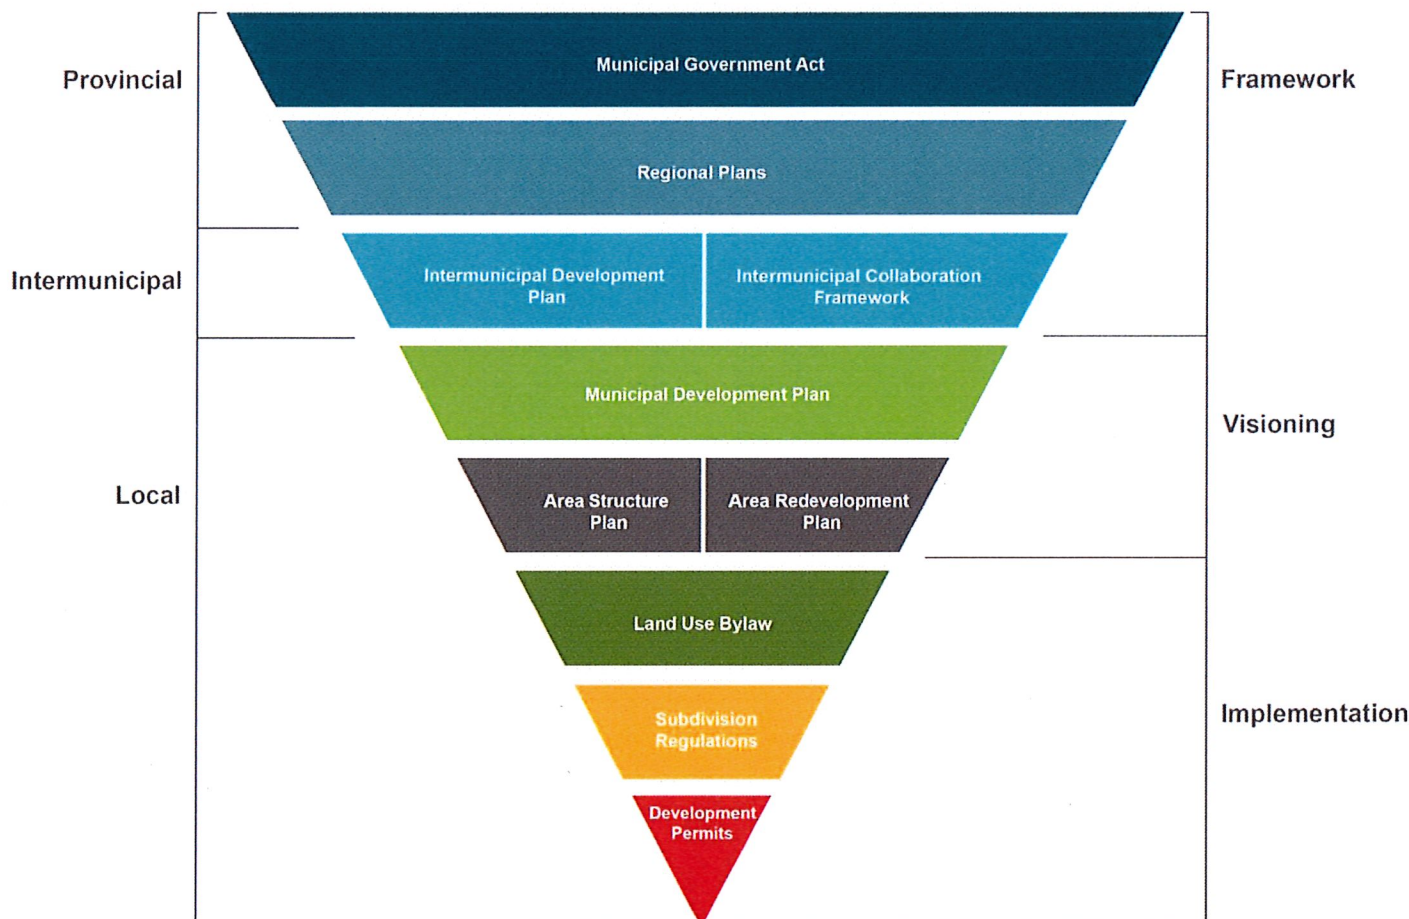 Municipal Government Act
Provincial
Framework
Regional Plans
Intermunicipal
Intermunicipal Development
Plan
Intermunicipal Collaboration
Framework
Municipal Development Plan
Visioning
Local
Area Structure
Plan
Area Redevelopment
Plan
Land Use Bylaw
Subdivision
Regulations
Implementation
Development
Permits